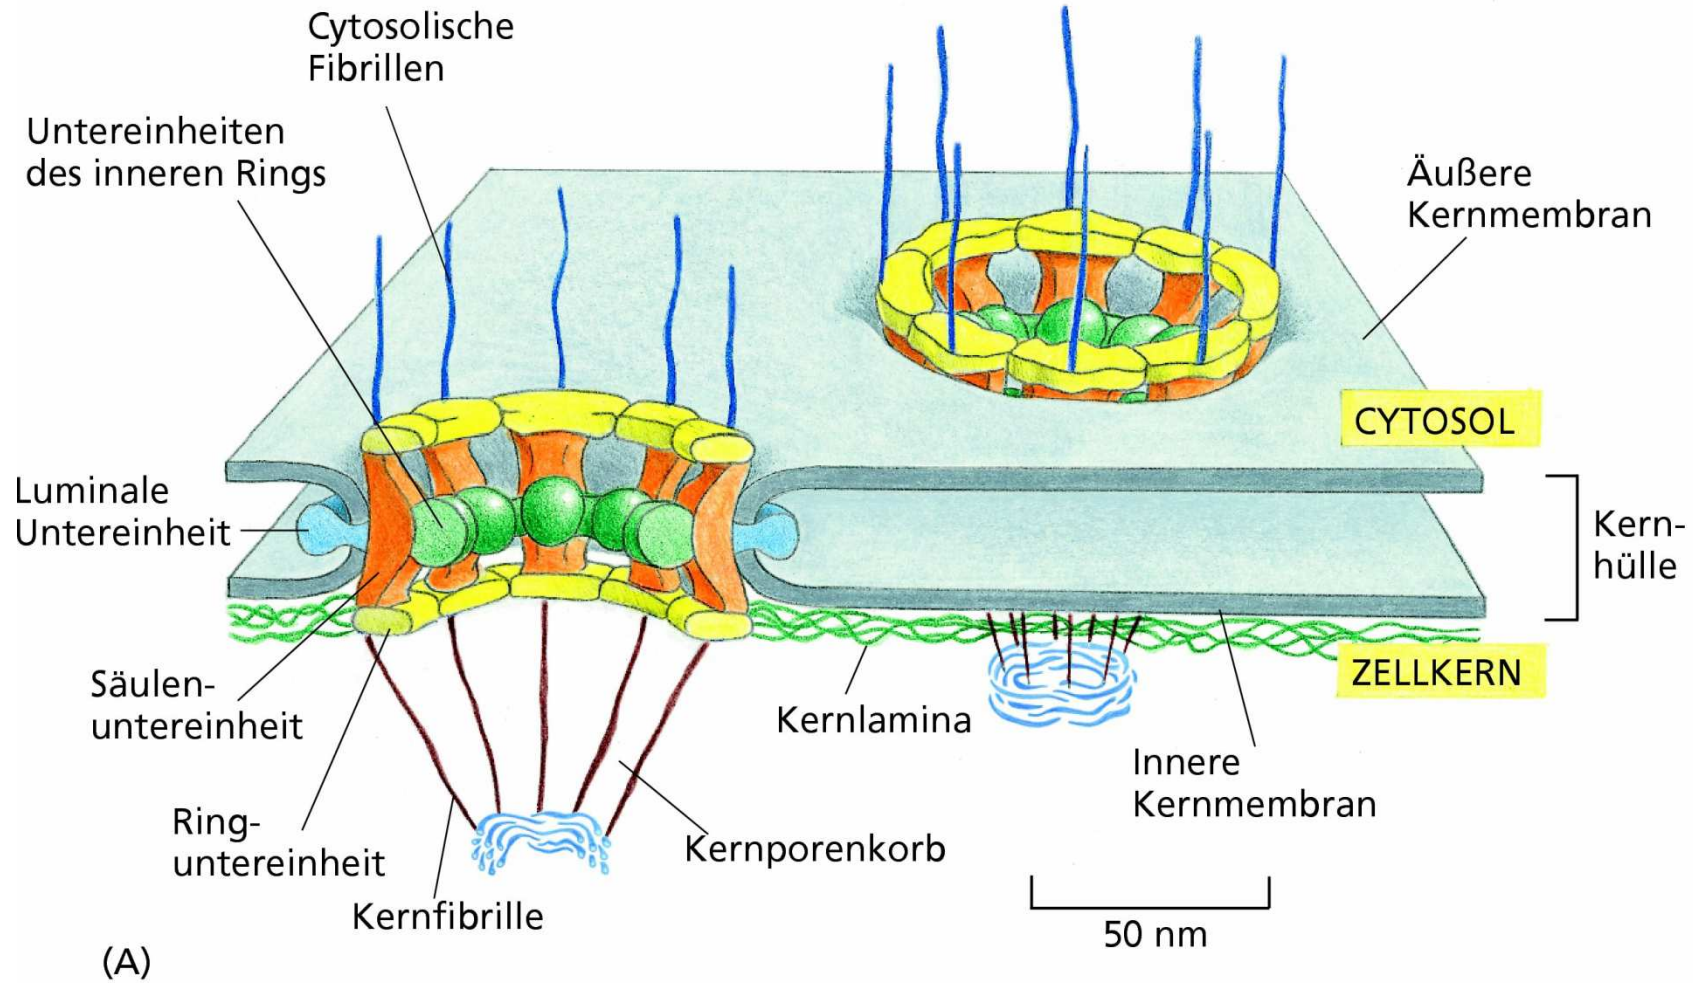 Cytosolische
Fibrillen
Untereinheiten
des inneren Rings
Äußere
Kernmembran
CYTOSOL
Luminale
Untereinheit
Kern-
hülle
ZELLKERN
Säulen-
untereinheit
Kernlamina
Innere
Kernmembran
Ring-
untereinheit
Kernporenkorb
Kernfibrille
50 nm
(A)